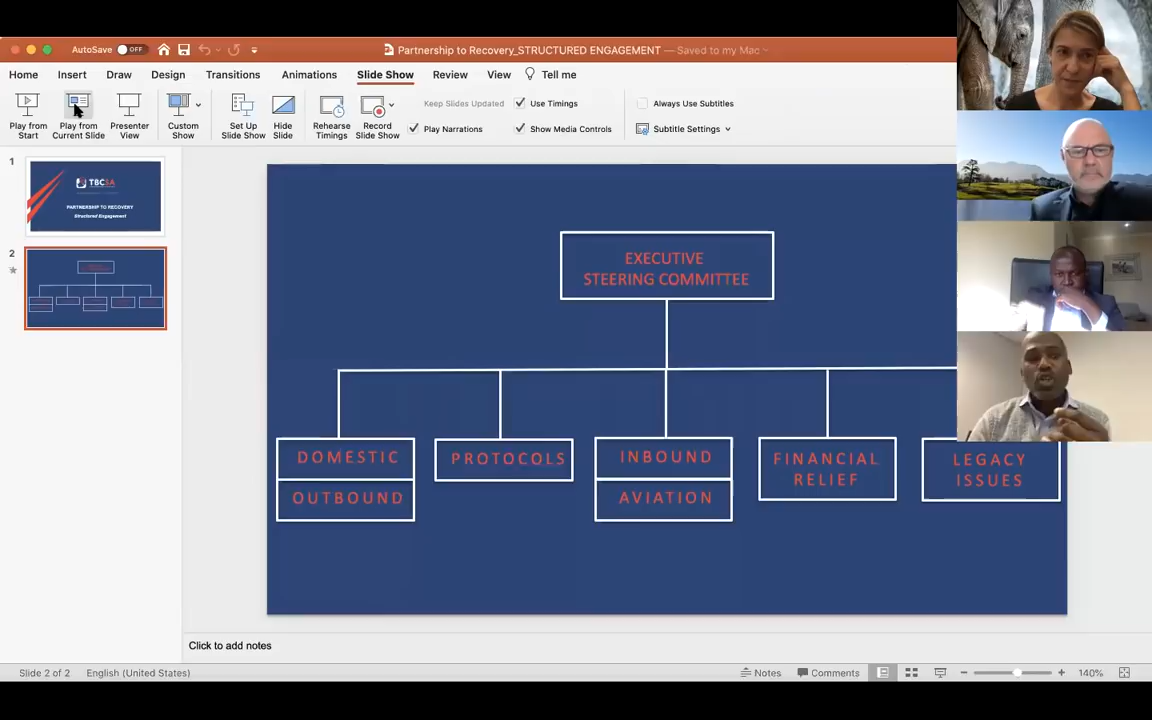 AutoSave OFF
Partnership to Recovery_STRUCTURED ENGAGEMENT — Saved to my Mac
Home Insert Draw Design Transitions Animations Slide Show Review View Tell me
Play from Start
Play from Current Slide
Presenter View
Custom Show
Set Up Slide Show
Hide Slide
Rehearse Timings
Record Slide Show
Keep Slides Updated
Use Timings
Play Narrations
Show Media Controls
Always Use Subtitles
Subtitle Settings
1
TBCSA
PARTNERSHIP TO RECOVERY
Structured Engagement
2
EXECUTIVE
STEERING COMMITTEE
DOMESTIC
OUTBOUND
PROTOCOLS
INBOUND
AVIATION
FINANCIAL
RELIEF
LEGACY
ISSUES
Click to add notes
Slide 2 of 2 English (United States) Notes Comments 140%